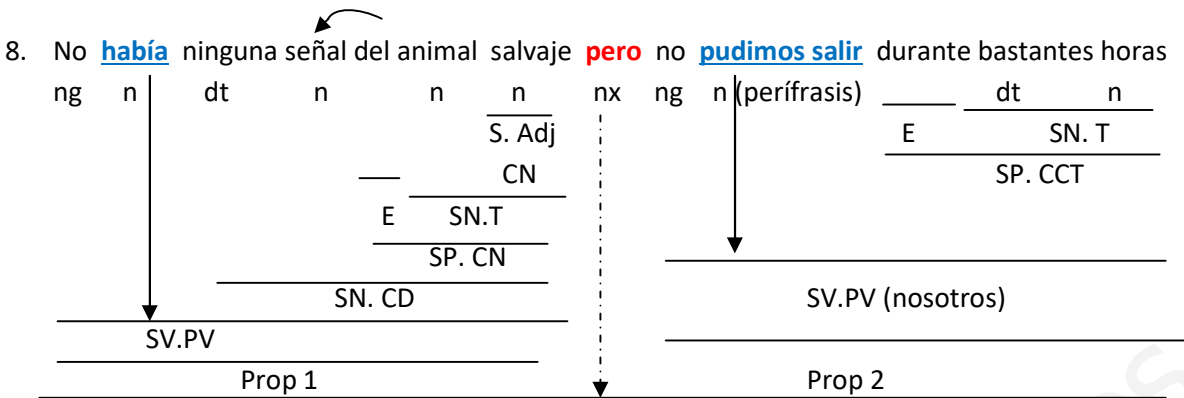 8. No había ninguna señal del animal salvaje pero no pudimos salir durante bastantes horas
ng n dt n n n nx ng n (perífrasis) dt n
S. Adj E SN. T
CN SP. CCT
E SN.T
SP. CN
SN. CD SV.PV (nosotros)
SV.PV
Prop 1 Prop 2